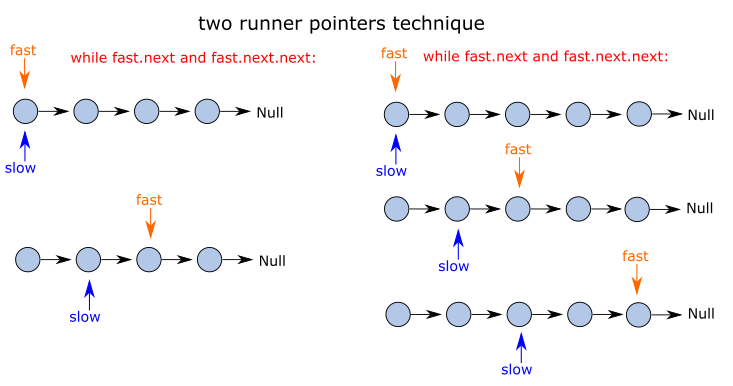 two runner pointers technique
fast
while fast.next and fast.next.next:
Null
slow
fast
Null
slow
fast
while fast.next and fast.next.next:
Null
slow
fast
Null
slow
fast
Null
slow